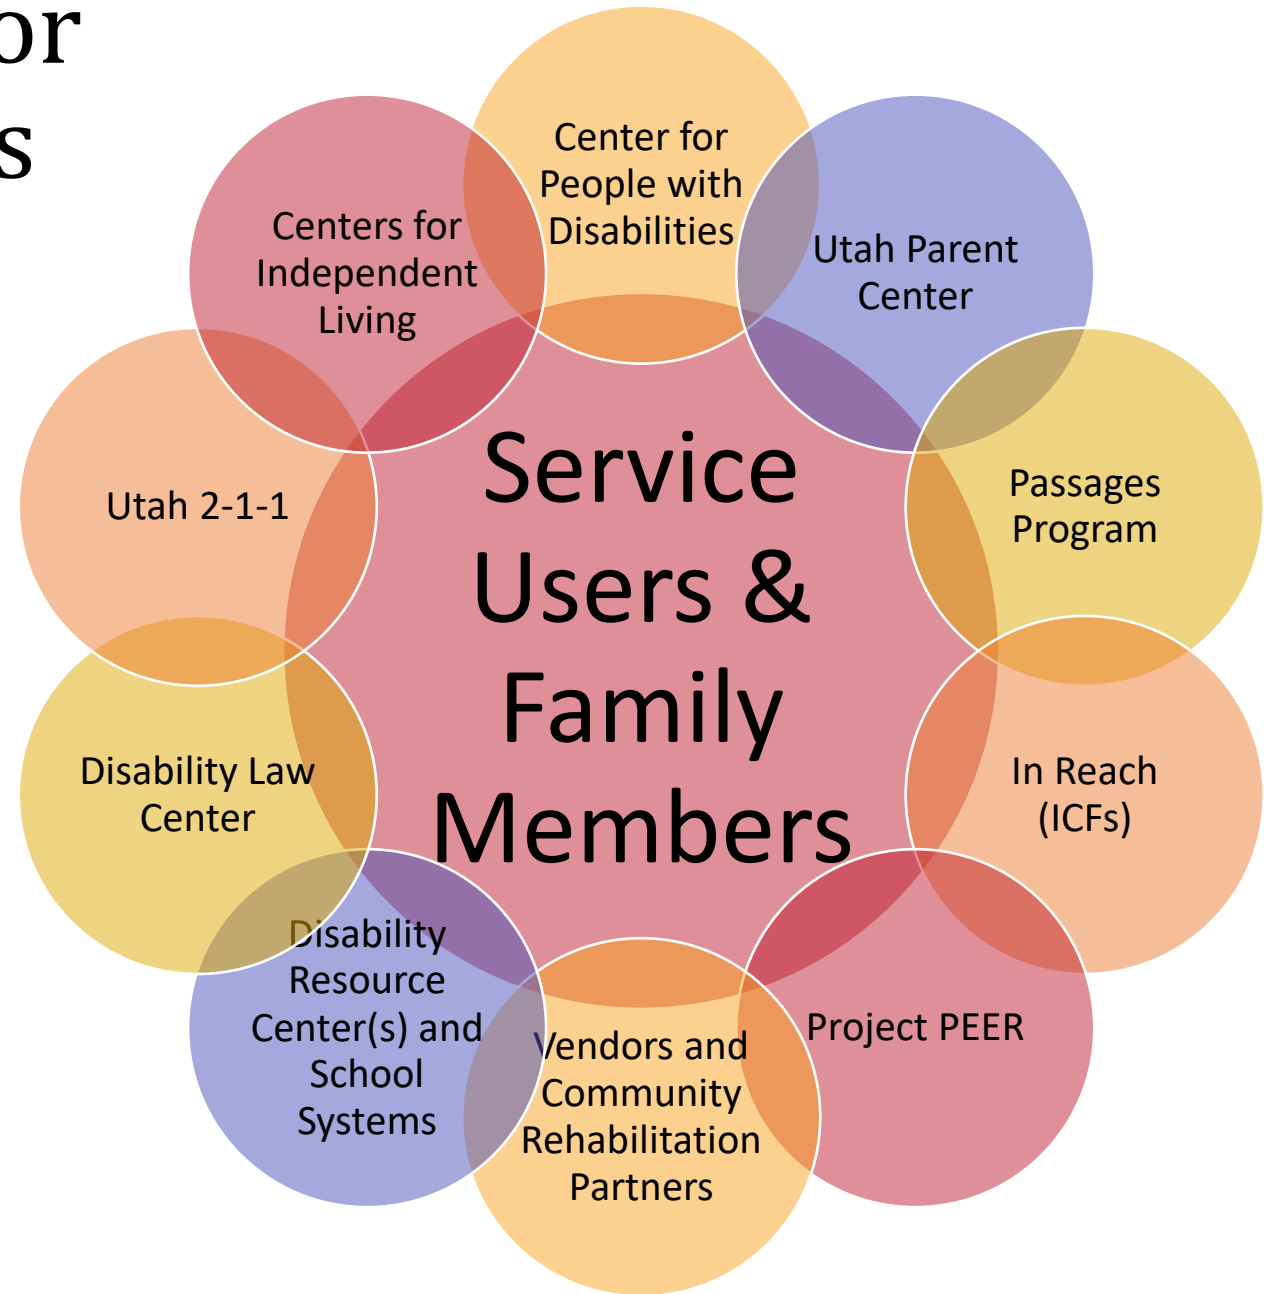 or
s
Center for
People with
Disabilities
Utah Parent
Center
Passages
Program
In Reach
(ICFs)
Project PEER
Vendors and
Community
Rehabilitation
Partners
Disability
Resource
Center(s) and
School
Systems
Disability Law
Center
Utah 2-1-1
Centers for
Independent
Living
Service
Users &
Family
Members